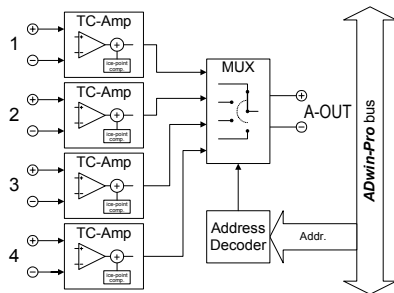 TC-Amp
1
+
−
+
ice-point
comp.
TC-Amp
2
+
−
+
ice-point
comp.
TC-Amp
3
+
−
+
ice-point
comp.
TC-Amp
4
+
−
+
ice-point
comp.
MUX
+
A-OUT
−
Address
Decoder
Addr.
ADwin-Pro bus